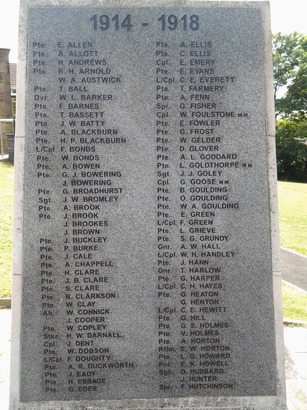 1914 - 1918
Pte. E. ALLEN
Pte. A. ALLOTT
Pte. H. ANDREWS
Pte. R. H. ARNOLD
W. A. AUSTWICK
Pte. T. BALL
Dvr. W. L. BARKER
Pte. F. BARNES
Pte. T. BASSETT
Pte. J. W. BATTY
Pte. A. BLACKBURN
Pte. H. P. BLACKBURN
L/Cpl. F. BONDS
Pte. W. BONDS
Pte. A. BOWEN
Pte. G. J. BOWERING
J. BOWERING
Pte. G. BROADHURST
Sgt. J. W. BROMLEY
Pte. A. BROOK
Pte. J. BROOK
J. BROOKES
J. BROWN
Pte. J. BUCKLEY
Pte. P. BURKE
Pte. J. CALE
Pte. A. CHAPPELL
Pte. H. CLARE
Pte. J. B. CLARE
Pte. S. CLARE
Pte. R. CLARKSON
Pte. W. CLAY
Ab. W. CONNICK
J. COOPER
Pte. W. COPLEY
Stkr. H. W. DARNALL
Cpl. J. DENT
Pte. W. DOBSON
L/Cpl. F. DOUGHTY
Pte. A. R. DUCKWORTH
Pte. J. EADY
Pte. H. EBBAGE
Pte. G. EDER
Pte. A. ELLIS
Pte. C. ELLIS
Cpl. E. EMERY
Pte. E. EVANS
L/Cpl. C. E. EVERETT
Pte. T. FARMERY
Pte. A. FENN
Spr. O. FISHER
Cpl. W. FOULSTONE M.M.
Pte. E. FOWLER
Pte. G. FROST
Pte. W. GELDER
Pte. D. GLOVER
Pte. A. L. GODDARD
Pte. L. GOLDTHORPE M.M.
Sgt. J. J. GOLEY
Cpl. G. GOOSE M.M.
Pte. B. GOULDING
Pte. O. GOULDING
Pte. W. A. GOULDING
Pte. E. GREEN
L/Cpl. F. GREEN
Pte. L. GRIEVE
Pte. S. G. GRUNDY
Gnr. A. W. HALL
L/Cpl. W. H. HANDLEY
Pte. J. HANN
Gnr. T. HARLOW
Pte. G. HARPER
L/Cpl. E. H. HAYES
Pte. G. HEATON
H. HENTON
L/Cpl. C. E. HEWITT
Pte. G. HILL
Pte. G. S. HOLMES
Pte. V. HOLMES
Pte. A. HORTON
Rfln. E. W. HORTON
Pte. L. G. HOWARD
Pnr. E. K. HOWELL
Sgt. D. HUBBARD
J. HUNTER
Spr. F. HUTCHINSON